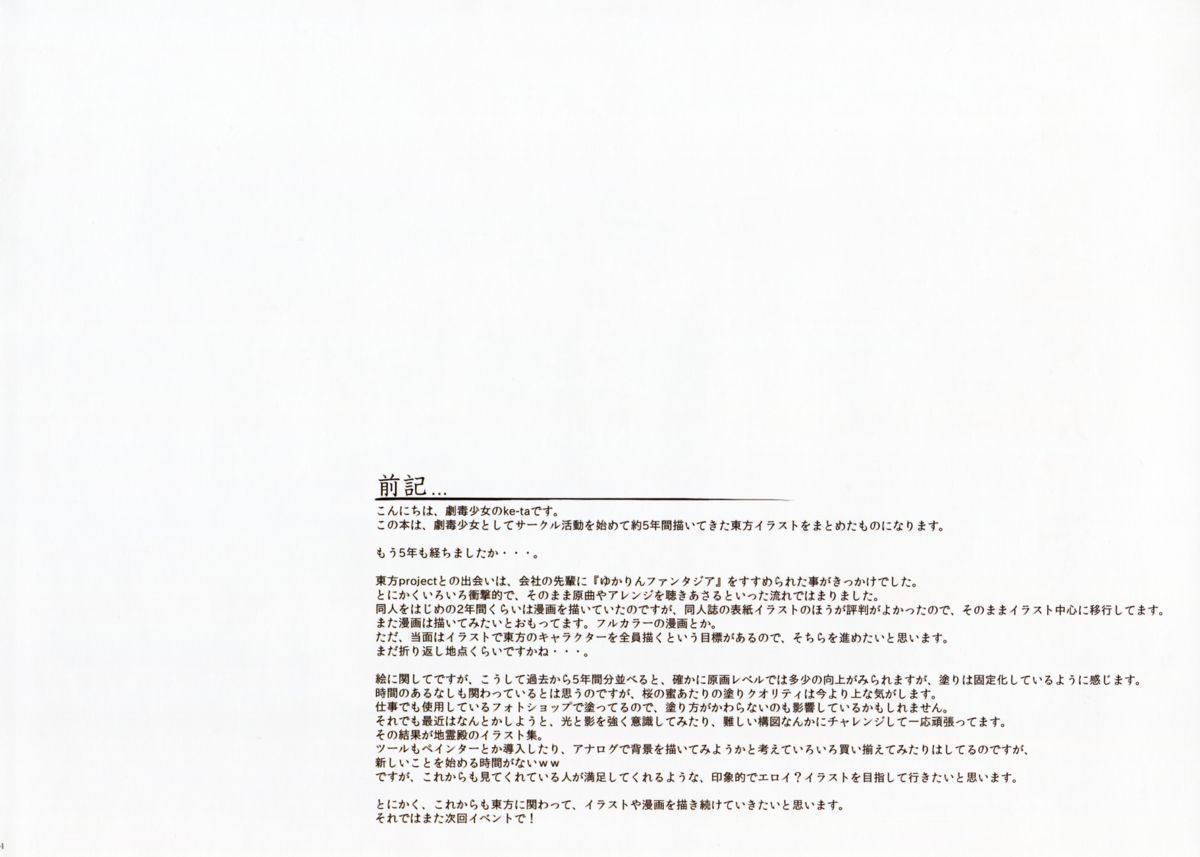 前記...
こんにちは、劇毒少女のke-taです。
この本は、劇毒少女としてサークル活動を始めて約5年間描いてきた東方イラストをまとめたものになります。
もう5年も経ちましたか・・・。
東方projectとの出会いは、会社の先輩に『ゆかりんファンタジア』をすすめられた事がきっかけでした。
とにかくいろいろ衝撃的で、そのまま原曲やアレンジを聴きあさるといった流れではまりました。
同人をはじめの2年間くらいは漫画を描いていたのですが、同人誌の表紙イラストのほうが評判がよかったので、そのままイラスト中心に移行してます。
また漫画は描いてみたいとおもってます。フルカラーの漫画とか。
ただ、当面はイラストで東方のキャラクターを全員描くという目標があるので、そちらを進めたいと思います。
まだ折り返し地点くらいですかね・・・。
絵に関してですが、こうして過去から5年間分並べると、確かに原画レベルでは多少の向上がみられますが、塗りは固定化しているように感じます。
時間のあるなしも関わっているとは思うのですが、桜の蜜あたりの塗りクオリティは今より上な気がします。
仕事でも使用しているフォトショップで塗ってるので、塗り方がかわらないのも影響しているかもしれません。
それでも最近はなんとかしようと、光と影を強く意識してみたり、難しい構図なんかにチャレンジして一応頑張ってます。
その結果が地霊殿のイラスト集。
ツールもペインターとか導入したり、アナログで背景を描いてみようかと考えていろいろ買い揃えてみたりはしてるのですが、
新しいことを始める時間がないｗｗ
ですが、これからも見てくれている人が満足してくれるような、印象的でエロイ？イラストを目指して行きたいと思います。
とにかく、これからも東方に関わって、イラストや漫画を描き続けていきたいと思います。
それではまた次回イベントで！
4